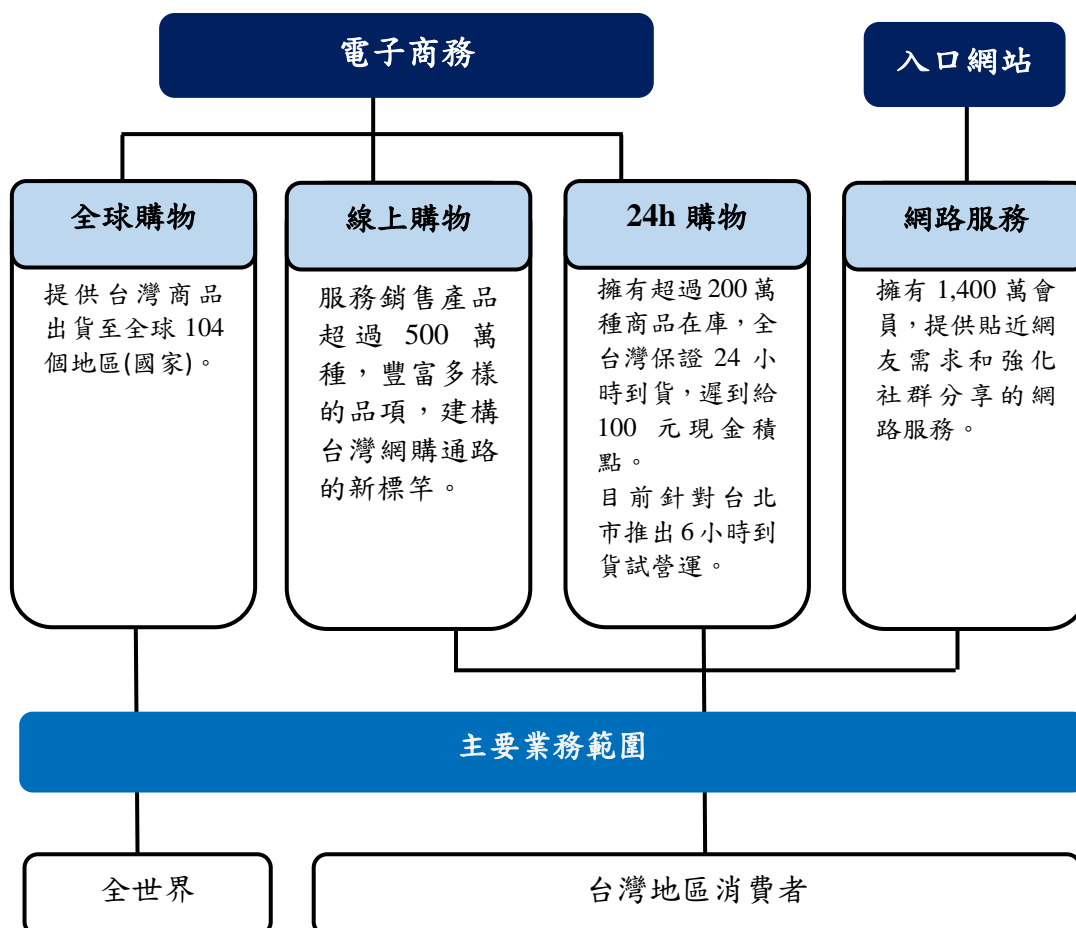 電子商務
入口網站
全球購物
提供台灣商品
出貨至全球 104
個地區(國家)。
線上購物
服務銷售產品
超過 500 萬
種，豐富多樣
的品項，建構
台灣網購通路
的新標竿。
24h 購物
擁有超過 200 萬
種商品在庫，全
台灣保證 24 小
時到貨，遲到給
100 元現金積
點。
目前針對台北
市推出 6 小時到
貨試營運。
網路服務
擁有 1,400 萬會
員，提供貼近網
友需求和強化
社群分享的網
路服務。
主要業務範圍
全世界
台灣地區消費者